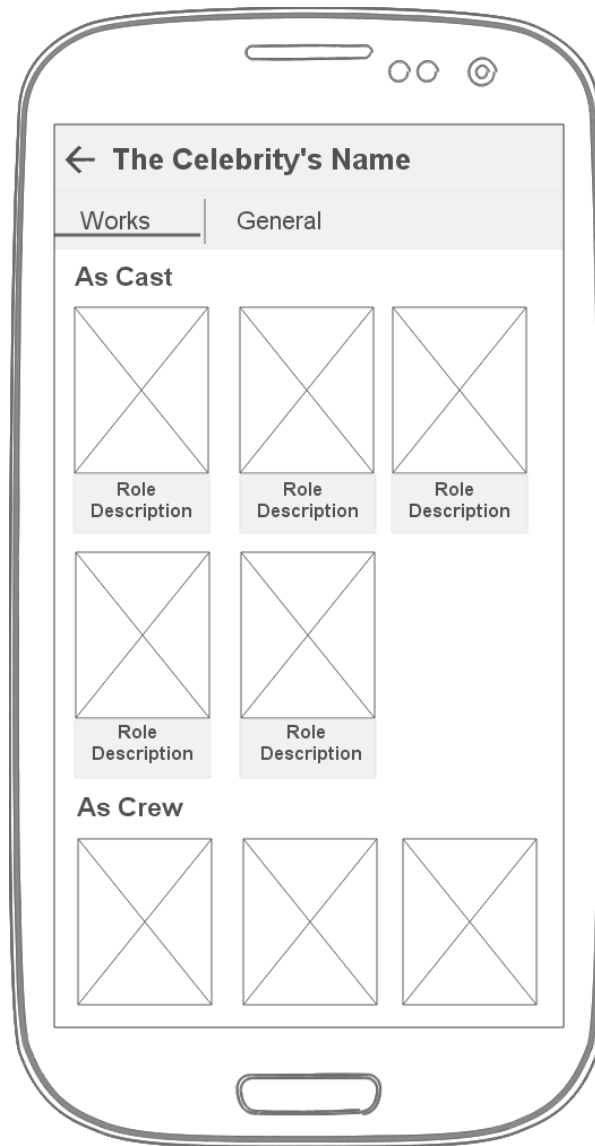 The Celebrity's Name
Works
General
As Cast
Role
Description
Role
Description
Role
Description
Role
Description
Role
Description
As Crew